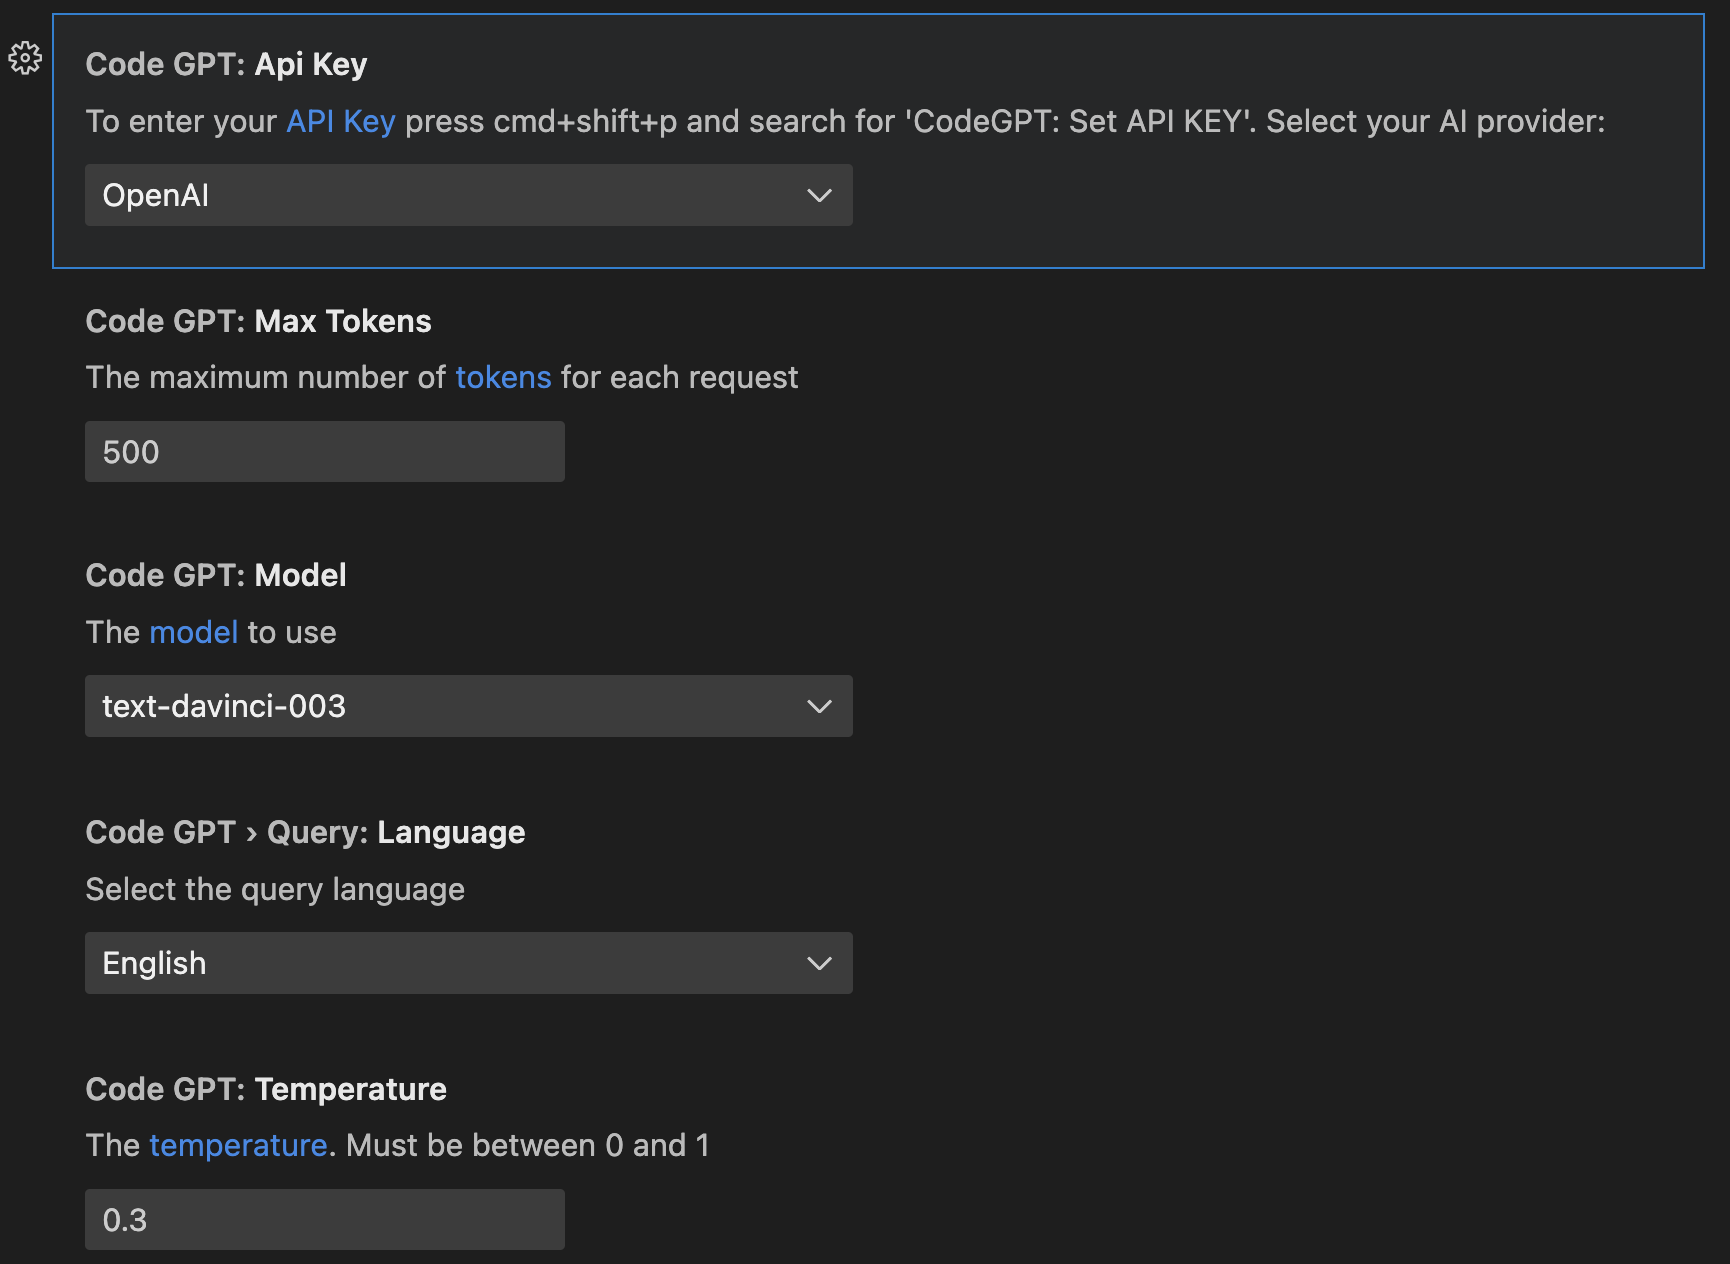 Code GPT: Api Key
To enter your API Key press cmd+shift+p and search for 'CodeGPT: Set API KEY'. Select your AI provider:
OpenAI
Code GPT: Max Tokens
The maximum number of tokens for each request
500
Code GPT: Model
The model to use
text-davinci-003
Code GPT › Query: Language
Select the query language
English
Code GPT: Temperature
The temperature. Must be between 0 and 1
0.3